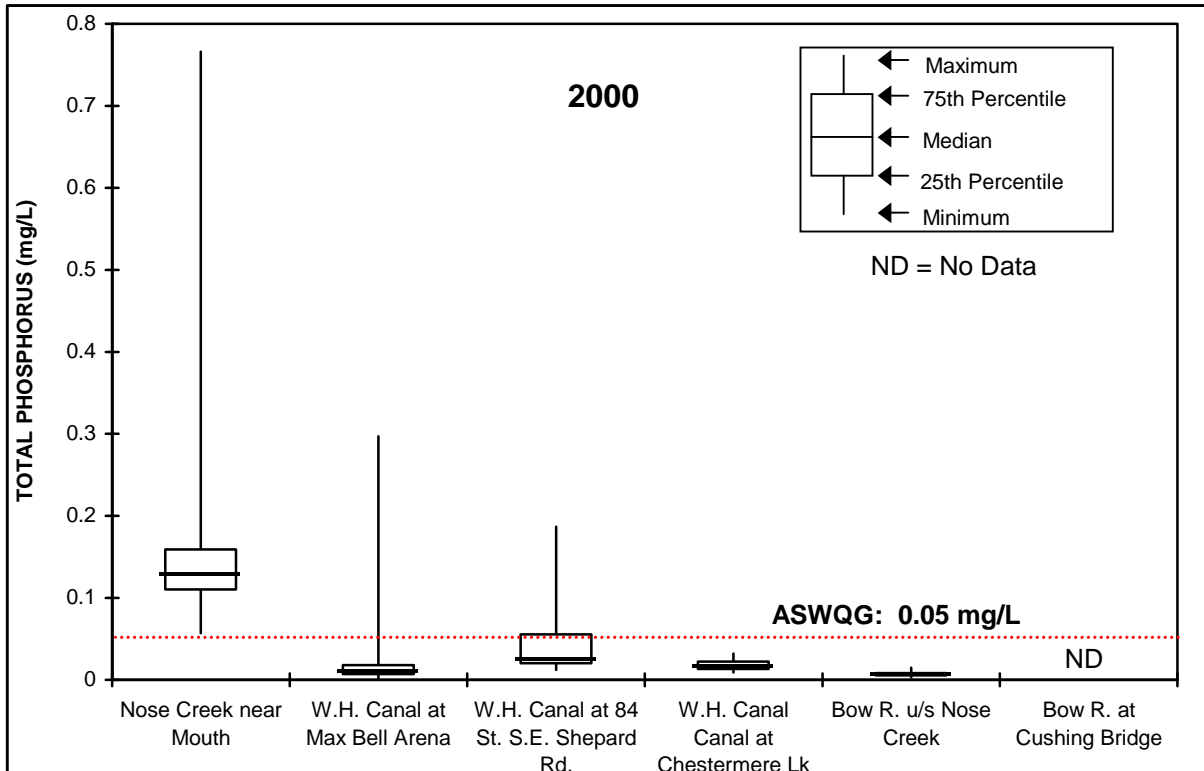 0.8
0.7
0.6
0.5
0.4
0.3
0.2
0.1
0
TOTAL PHOSPHORUS (mg/L)
2000
Maximum
75th Percentile
Median
25th Percentile
Minimum
ND = No Data
ASWQG: 0.05 mg/L
ND
Nose Creek near
Mouth
W.H. Canal at
Max Bell Arena
W.H. Canal at 84
St. S.E. Shepard
Rd.
W.H. Canal
Canal at
Chestermere Lk
Bow R. u/s Nose
Creek
Bow R. at
Cushing Bridge